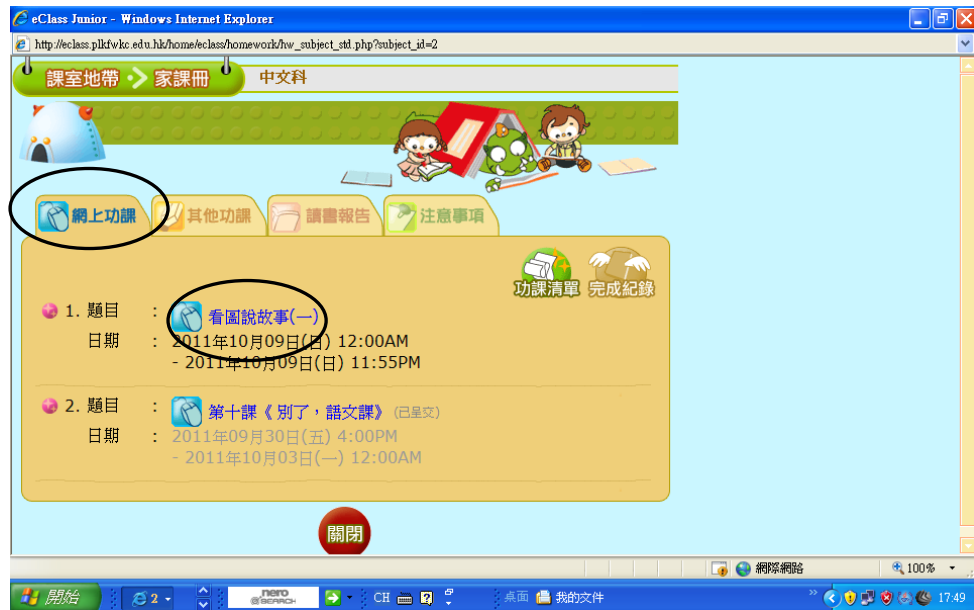 eClass Junior - Windows Internet Explorer
http://eclass.plkfwkc.edu.hk/home/eclass/homework/hw_subject_std.php?subject_id=2
課室地帶 家課冊 中文科
網上功課 其他功課 讀書報告 注意事項
功課清單 完成紀錄
1. 題目 : 看圖說故事(一)
日期 : 2011年10月09日(日) 12:00AM
- 2011年10月09日(日) 11:55PM
2. 題目 : 第十課《別了，語文課》 (已呈交)
日期 : 2011年09月30日(五) 4:00PM
- 2011年10月03日(一) 12:00AM
關閉
網際網路 100%
開始 2 nero SEARCH CH 桌面 我的文件 17:49